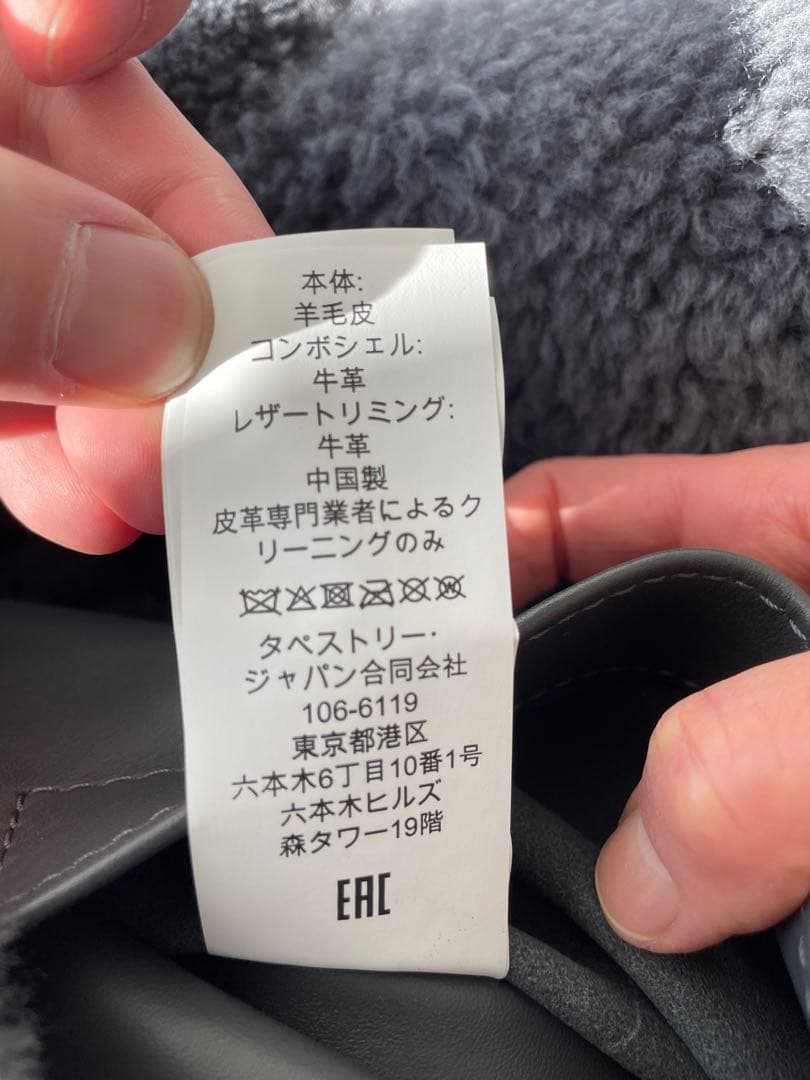 本体:
羊毛皮
コンボシェル:
牛革
レザートリミング:
牛革
中国製
皮革専門業者によるク
リーニングのみ
タペストリー・
ジャパン合同会社
106-6119
東京都港区
六本木6丁目10番1号
六本木ヒルズ
森タワー19階
EAC